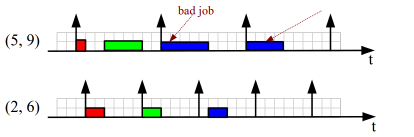 bad job
(5, 9)
t
(2, 6)
t